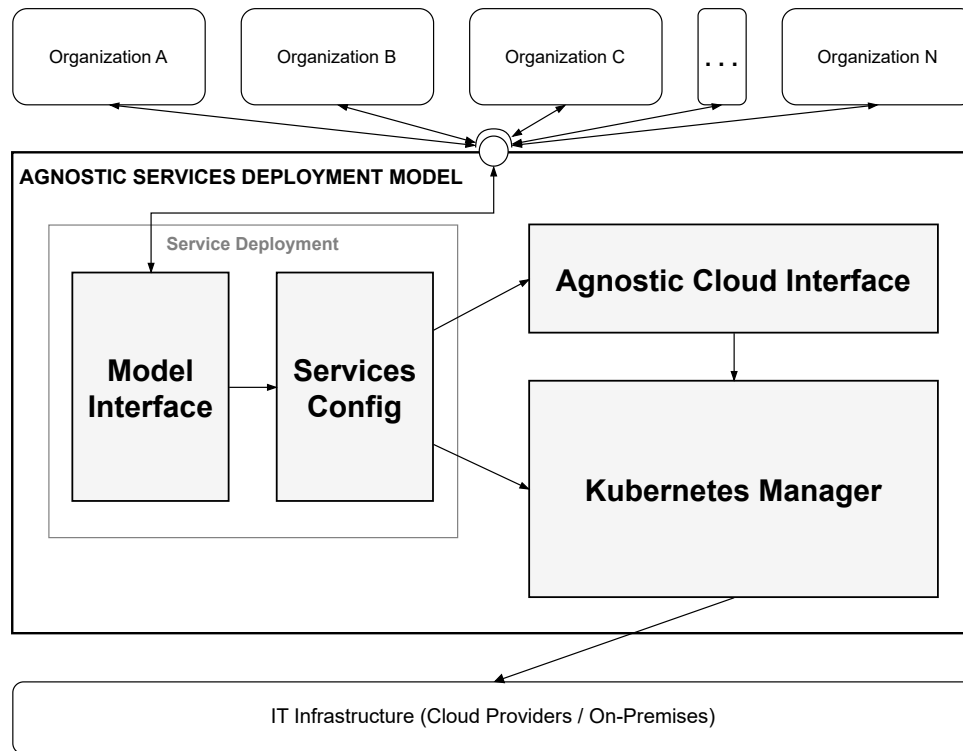 Organization A
Organization B
Organization C
...
Organization N
AGNOSTIC SERVICES DEPLOYMENT MODEL
Service Deployment
Model
Interface
Services
Config
Agnostic Cloud Interface
Kubernetes Manager
IT Infrastructure (Cloud Providers / On-Premises)